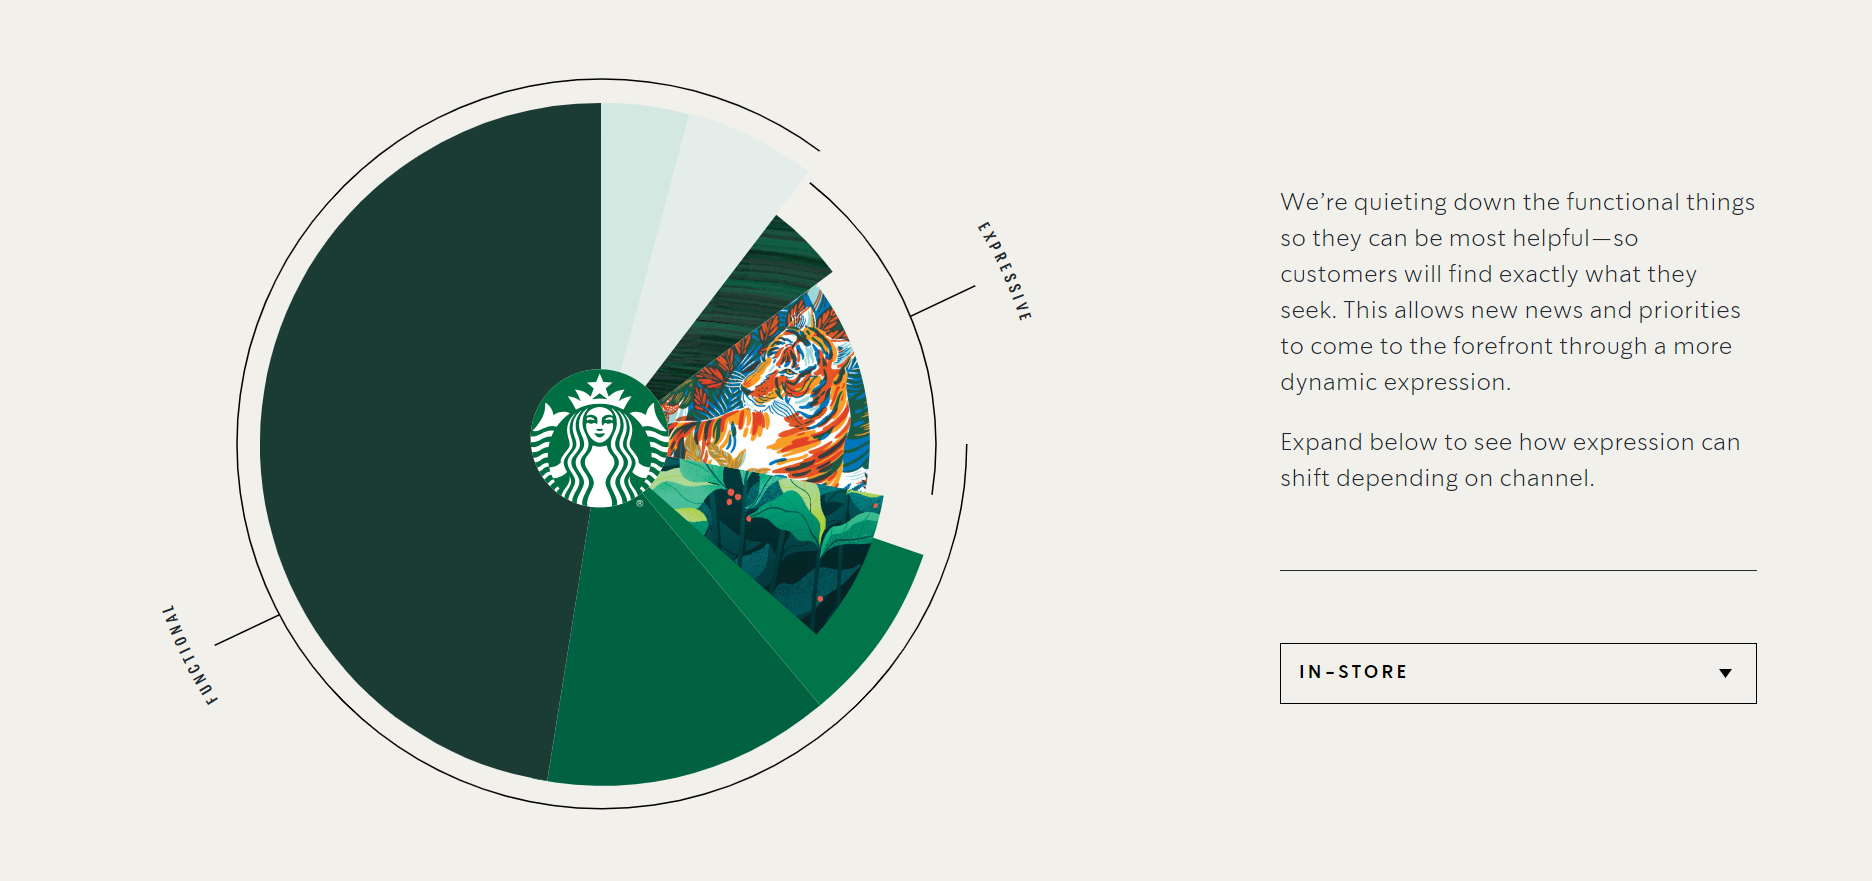 EXPRESSIVE
FUNCTIONAL
®
We’re quieting down the functional things
so they can be most helpful—so
customers will find exactly what they
seek. This allows new news and priorities
to come to the forefront through a more
dynamic expression.
Expand below to see how expression can
shift depending on channel.
IN-STORE